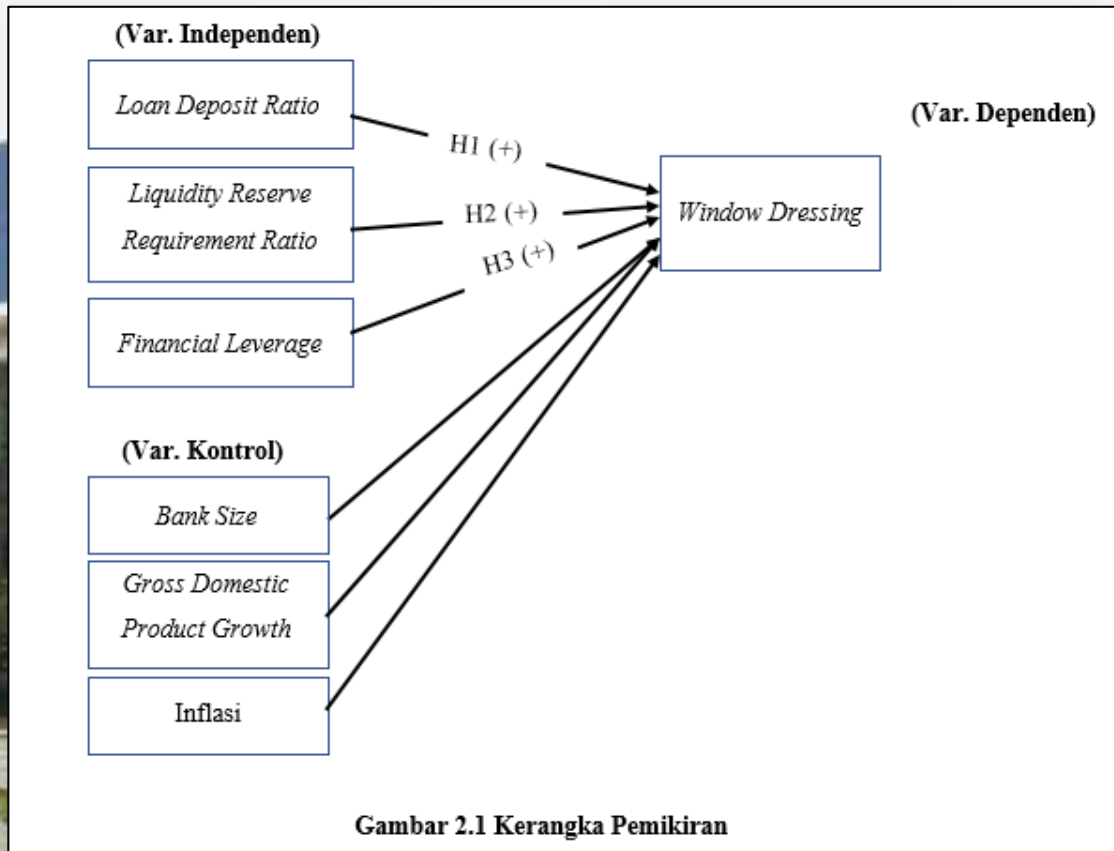 (Var. Independen)
Loan Deposit Ratio
(Var. Dependen)
H1 (+)
Liquidity Reserve
Requirement Ratio
H2 (+)
Window Dressing
H3 (+)
Financial Leverage
(Var. Kontrol)
Bank Size
Gross Domestic
Product Growth
Inflasi
Gambar 2.1 Kerangka Pemikiran